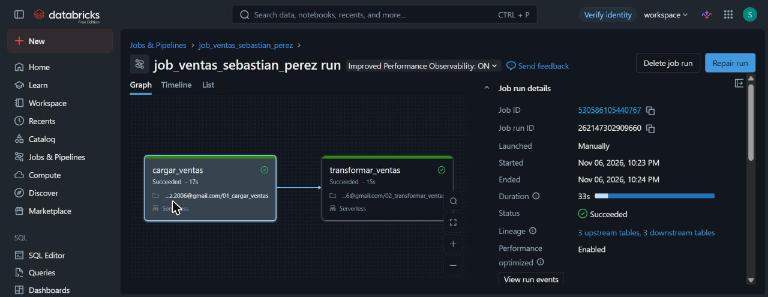 databricks
Free Edition
Search data, notebooks, recents, and more...
CTRL + P
Verify identity
workspace
S
New
Home
Learn
Workspace
Recents
Catalog
Jobs & Pipelines
Compute
Discover
Marketplace
SQL
SQL Editor
Queries
Dashboards
Jobs & Pipelines › job_ventas_sebastian_perez ›
job_ventas_sebastian_perez run
Improved Performance Observability: ON
Send feedback
Delete job run
Repair run
Graph
Timeline
List
cargar_ventas
Succeeded · 17s
...z.2006@gmail.com/01_cargar_ventas
transformar_ventas
Succeeded · 15s
...6@gmail.com/02_transformar_ventas
Serverless
Job run details
Job ID
530586105440767
Job run ID
262147302909660
Launched
Manually
Started
Nov 06, 2026, 10:23 PM
Ended
Nov 06, 2026, 10:24 PM
Duration
33s
Status
Succeeded
Lineage
3 upstream tables, 3 downstream tables
Performance optimized
Enabled
View run events